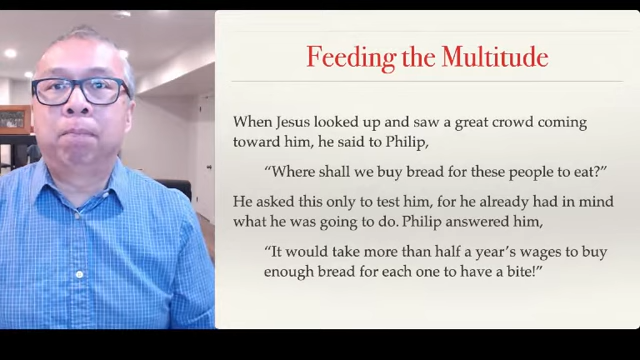 Feeding the Multitude
When Jesus looked up and saw a great crowd coming
toward him, he said to Philip,
“Where shall we buy bread for these people to eat?”
He asked this only to test him, for he already had in mind
what he was going to do. Philip answered him,
“It would take more than half a year’s wages to buy
enough bread for each one to have a bite!”